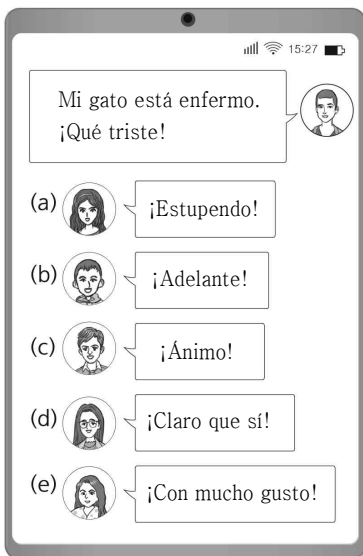 15:27
Mi gato está enfermo.
¡Qué triste!
(a) ¡Estupendo!
(b) ¡Adelante!
(c) ¡Ánimo!
(d) ¡Claro que sí!
(e) ¡Con mucho gusto!